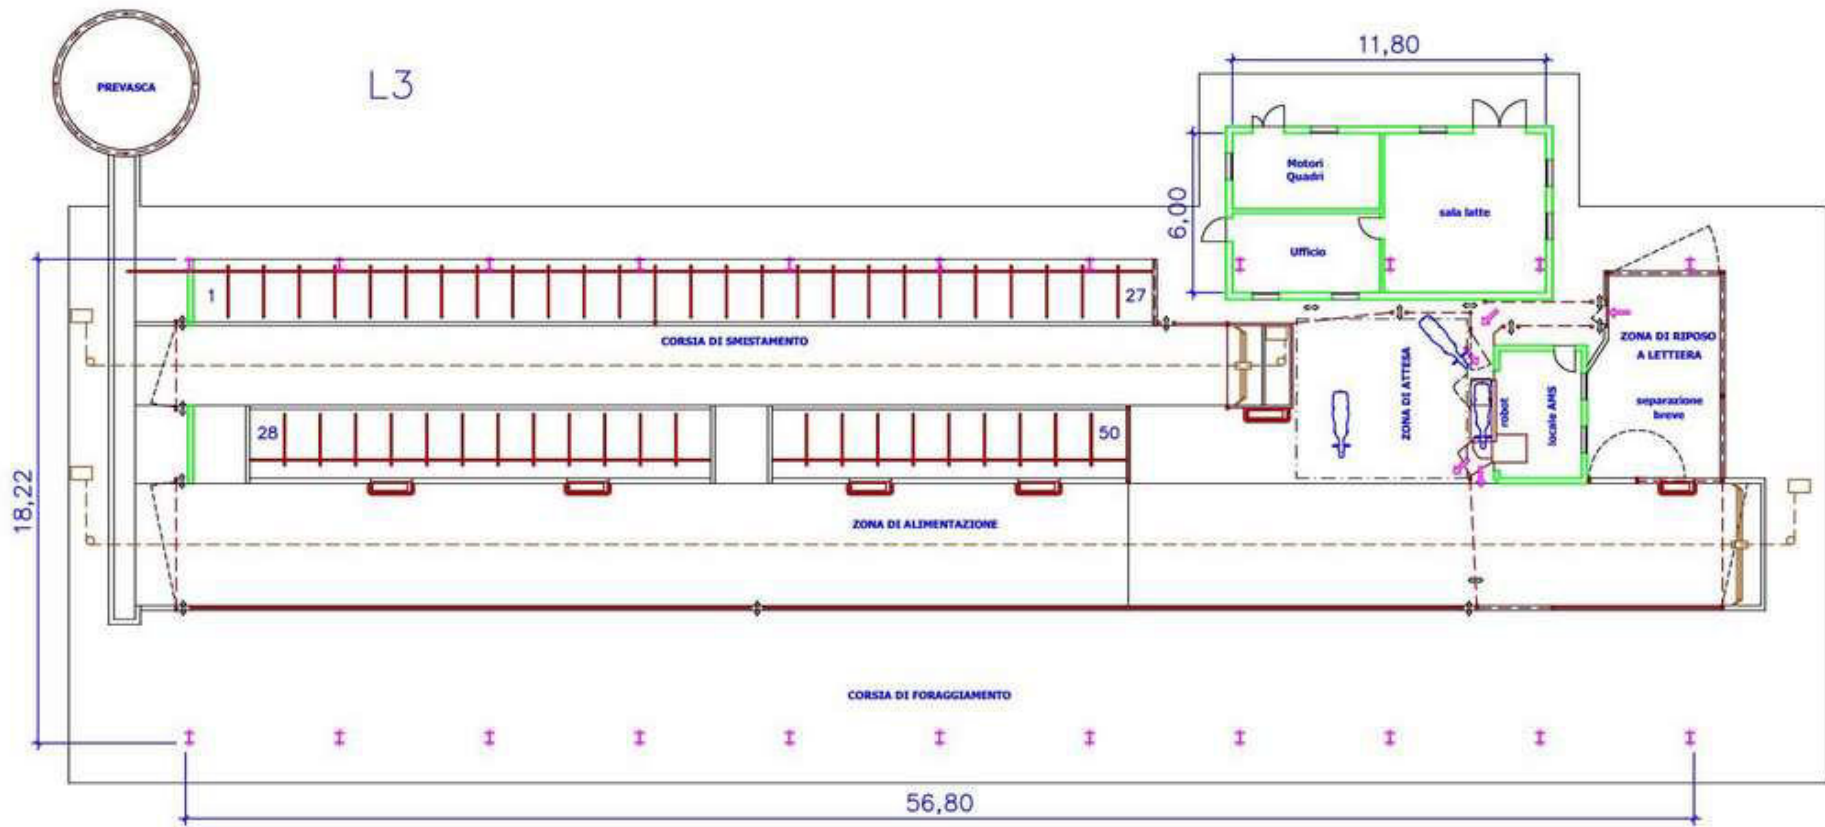 11,80
L3
PREVASCA
Motori
Quadri
6,00
sala latte
Ufficio
1
27
CORSIA DI SMISTAMENTO
ZONA DI RIPOSO
A LETTIERA
ZONA DI ATTESA
robot
locale AMS
separazione
breve
28
50
18,22
ZONA DI ALIMENTAZIONE
CORSIA DI FORAGGIAMENTO
56,80